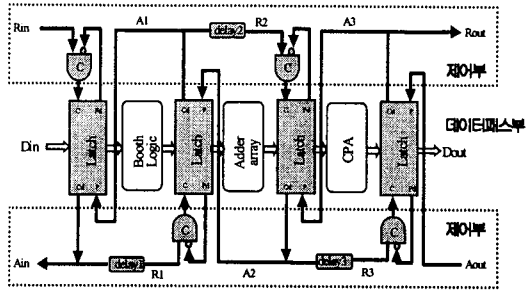 A1
R2
A3
Rin
delay2
Rout
C
C
제어부
데이터패스부
Din
Latch
Booth Logic
Latch
Adder array
Latch
CPA
Latch
Dout
제어부
C
C
Ain
delay1
R1
A2
delay3
R3
Aout